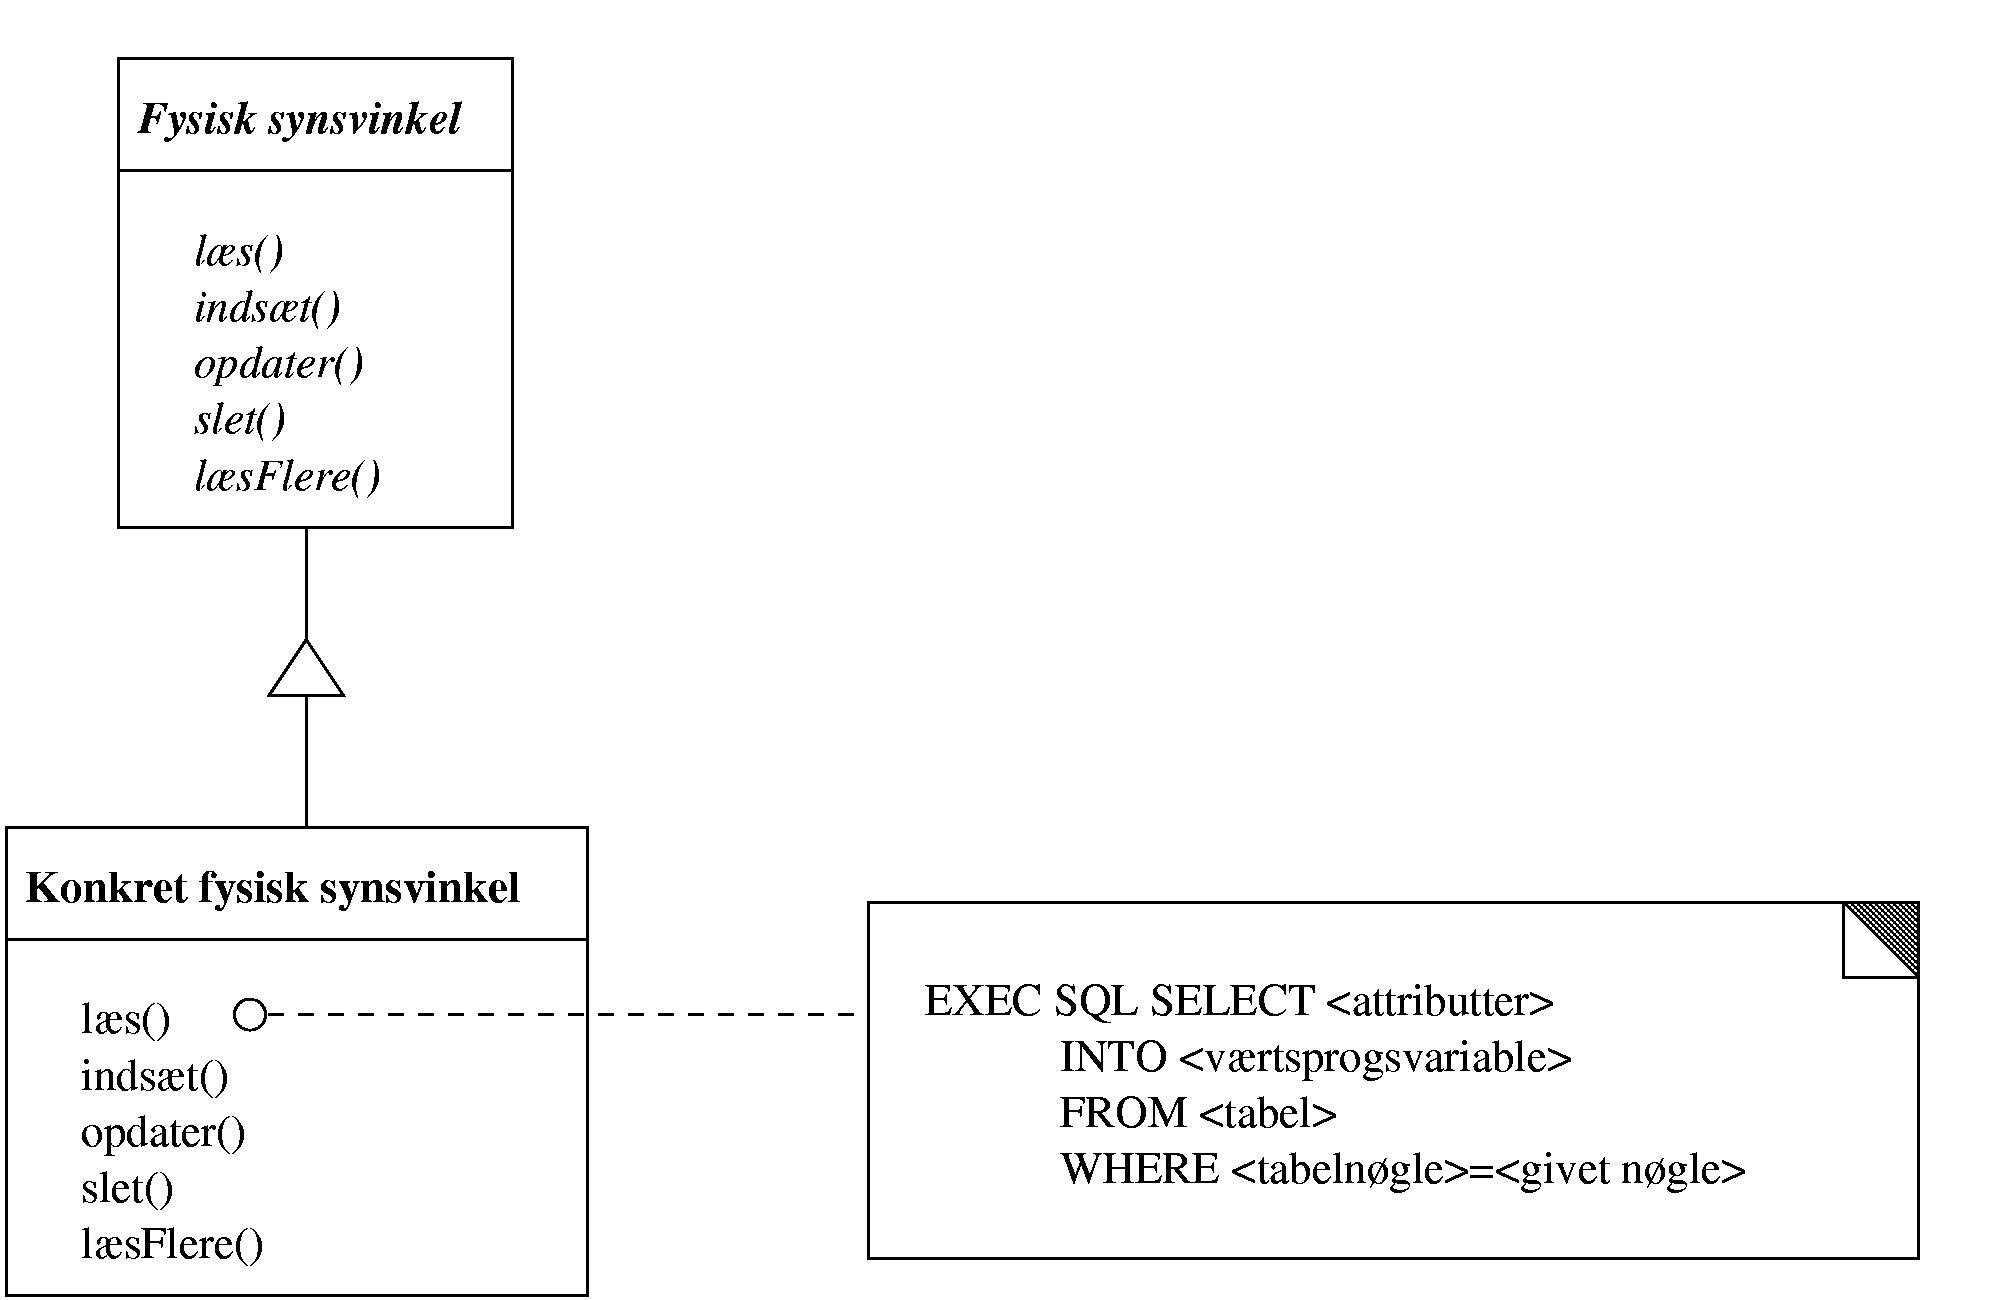 Fysisk synsvinkel
læs()
indsæt()
opdater()
slet()
læsFlere()
Konkret fysisk synsvinkel
læs()
indsæt()
opdater()
slet()
læsFlere()
EXEC SQL SELECT <attributter>
INTO <værtsprogsvariable>
FROM <tabel>
WHERE <tabelnøgle>=<givet nøgle>